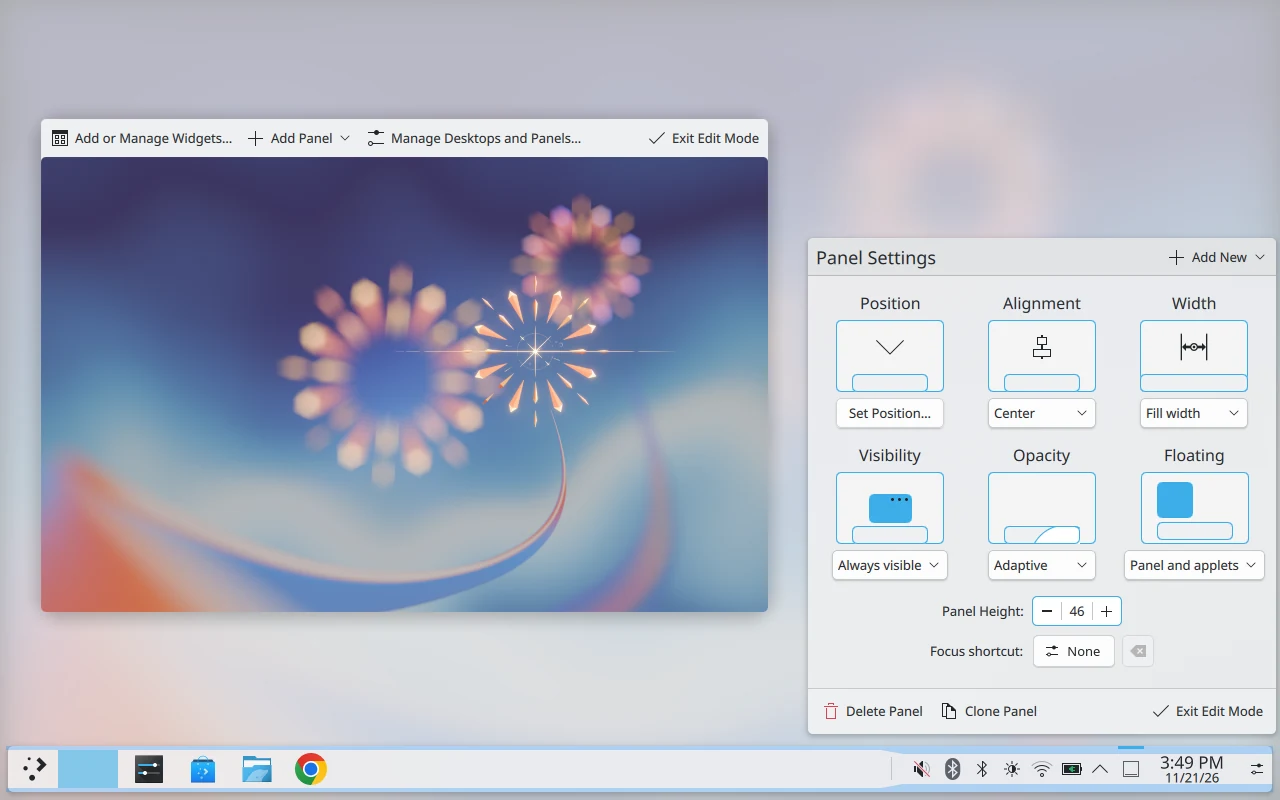 Add or Manage Widgets...
Add Panel
Manage Desktops and Panels...
Exit Edit Mode
Panel Settings
Add New
Position
Alignment
Width
Set Position...
Center
Fill width
Visibility
Opacity
Floating
Always visible
Adaptive
Panel and applets
Panel Height:
46
Focus shortcut:
None
Delete Panel
Clone Panel
Exit Edit Mode
3:49 PM
11/21/26